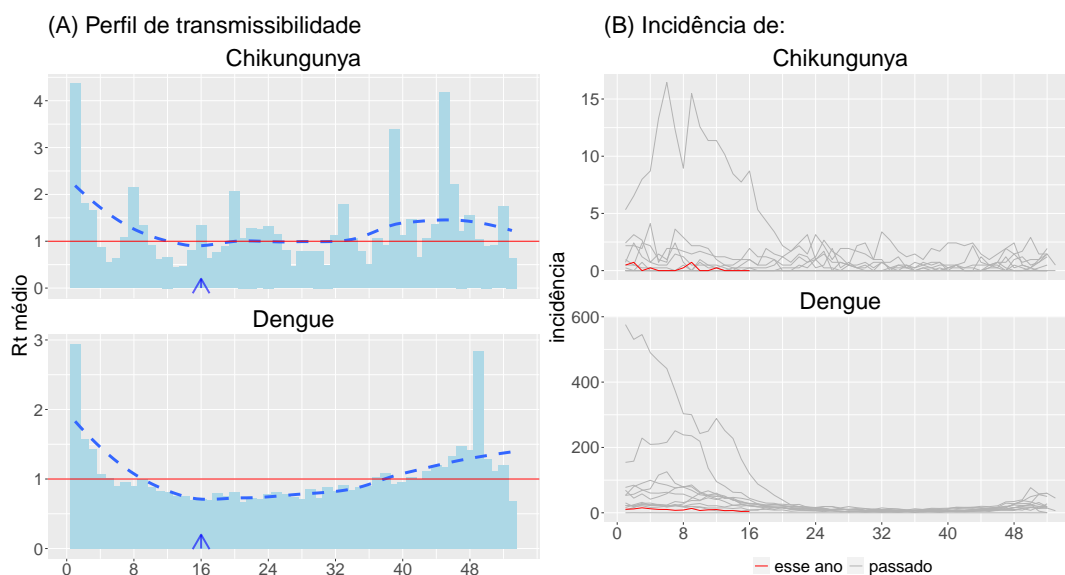 (A) Perfil de transmissibilidade
Chikungunya
4
3
2
1
0
Dengue
3
2
1
0
Rt médio
0 8 16 24 32 40 48
(B) Incidência de:
Chikungunya
15
10
5
0
Dengue
600
400
200
0
incidência
0 8 16 24 32 40 48
esse ano passado